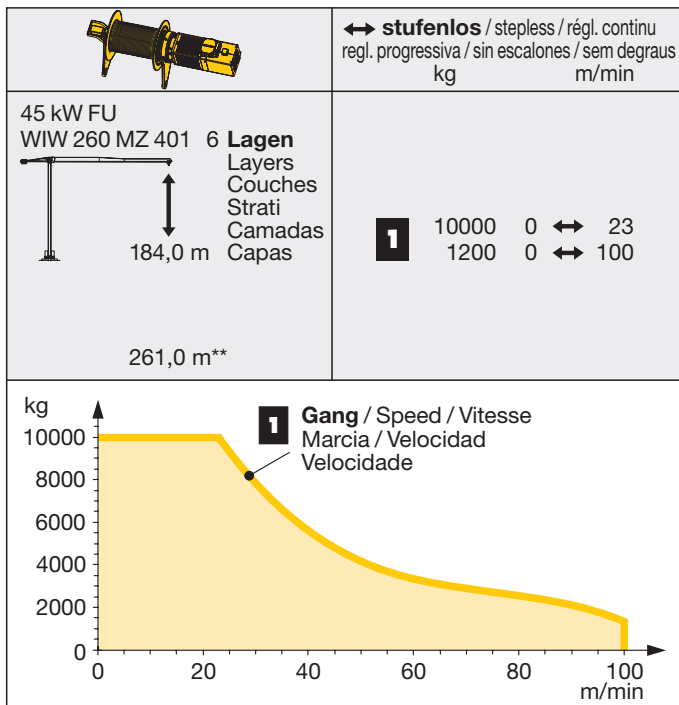 ↔ stufenlos / stepless / régl. continu
regl. progressiva / sin escalones / sem degraus
kg m/min
45 kW FU
WIW 260 MZ 401 6 Lagen
Layers
Couches
Strati
Camadas
184,0 m Capas
261,0 m**
1 10000 0 ↔ 23
1200 0 ↔ 100
kg
10000
8000
6000
4000
2000
0
1 Gang / Speed / Vitesse
Marcia / Velocidad
Velocidade
0 20 40 60 80 100
m/min